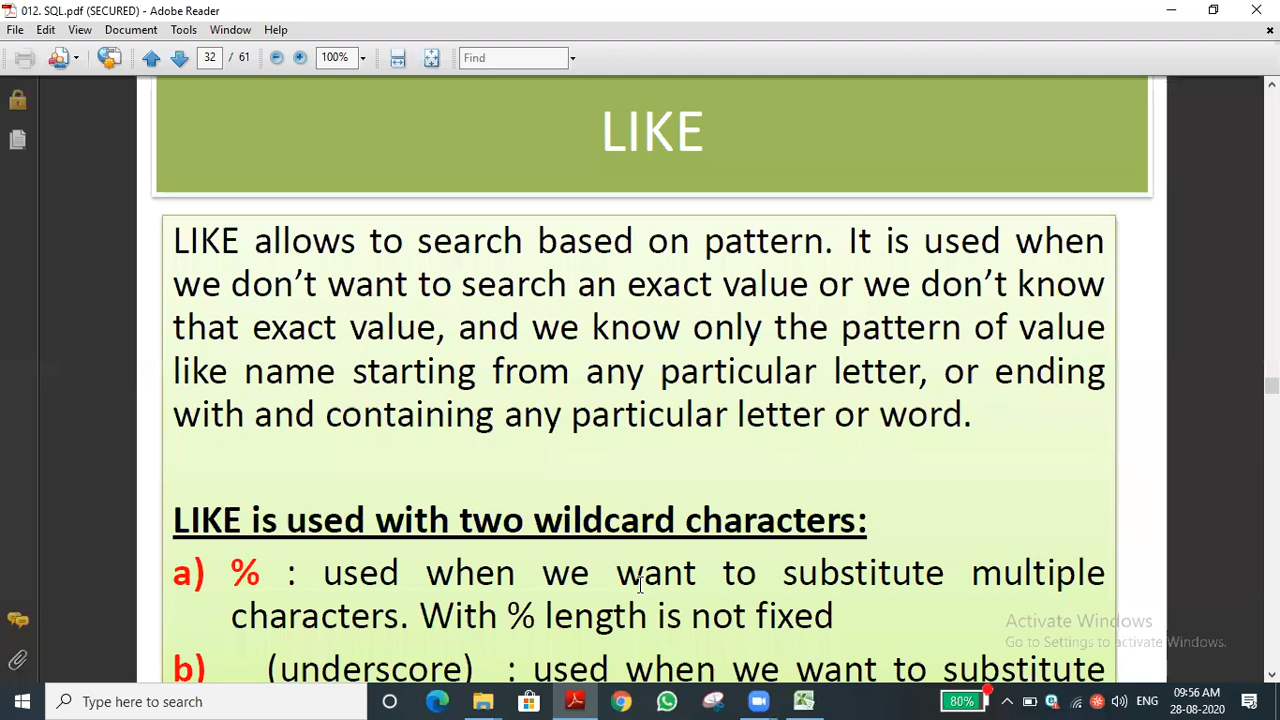 012. SQL.pdf (SECURED) - Adobe Reader
File Edit View Document Tools Window Help
32 / 61 100% Find
LIKE
LIKE allows to search based on pattern. It is used when
we don’t want to search an exact value or we don’t know
that exact value, and we know only the pattern of value
like name starting from any particular letter, or ending
with and containing any particular letter or word.
LIKE is used with two wildcard characters:
a) % : used when we want to substitute multiple
characters. With % length is not fixed
b) (underscore) : used when we want to substitute
Activate Windows
Go to Settings to activate Windows.
Type here to search
80%
ENG
09:56 AM
28-08-2020